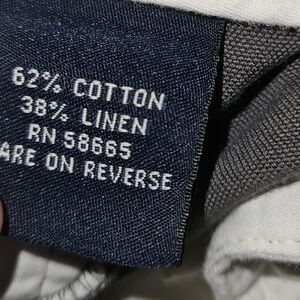 62% COTTON
38% LINEN
RN 58665
ARE ON REVERSE